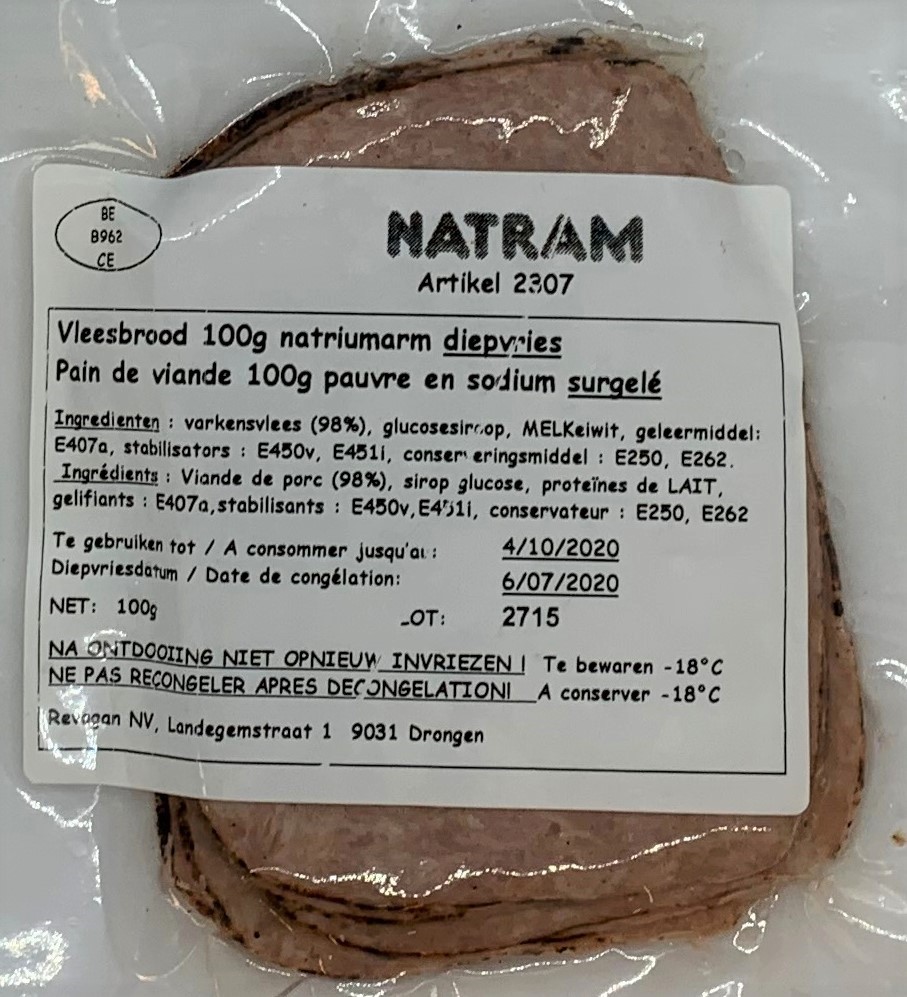 BE
B962
CE
NATRAM
Artikel 2307
Vleesbrood 100g natriumarm diepvries
Pain de viande 100g pauvre en sodium surgelé
Ingredienten : varkensvlees (98%), glucosesiroop, MELKeiwit, geleermiddel:
E407a, stabilisators : E450v, E451i, conserveringsmiddel : E250, E262.
Ingrédients : Viande de porc (98%), sirop glucose, proteïnes de LAIT,
gelifiants : E407a, stabilisants : E450v, E451i, conservateur : E250, E262
Te gebruiken tot / A consommer jusqu'au : 4/10/2020
Diepvriesdatum / Date de congélation: 6/07/2020
NET: 100g LOT: 2715
NA ONTDOOIING NIET OPNIEUW INVRIEZEN ! Te bewaren -18°C
NE PAS RECONGELER APRES DECONGELATION! A conserver -18°C
Revogan NV, Landegemstraat 1 9031 Drongen